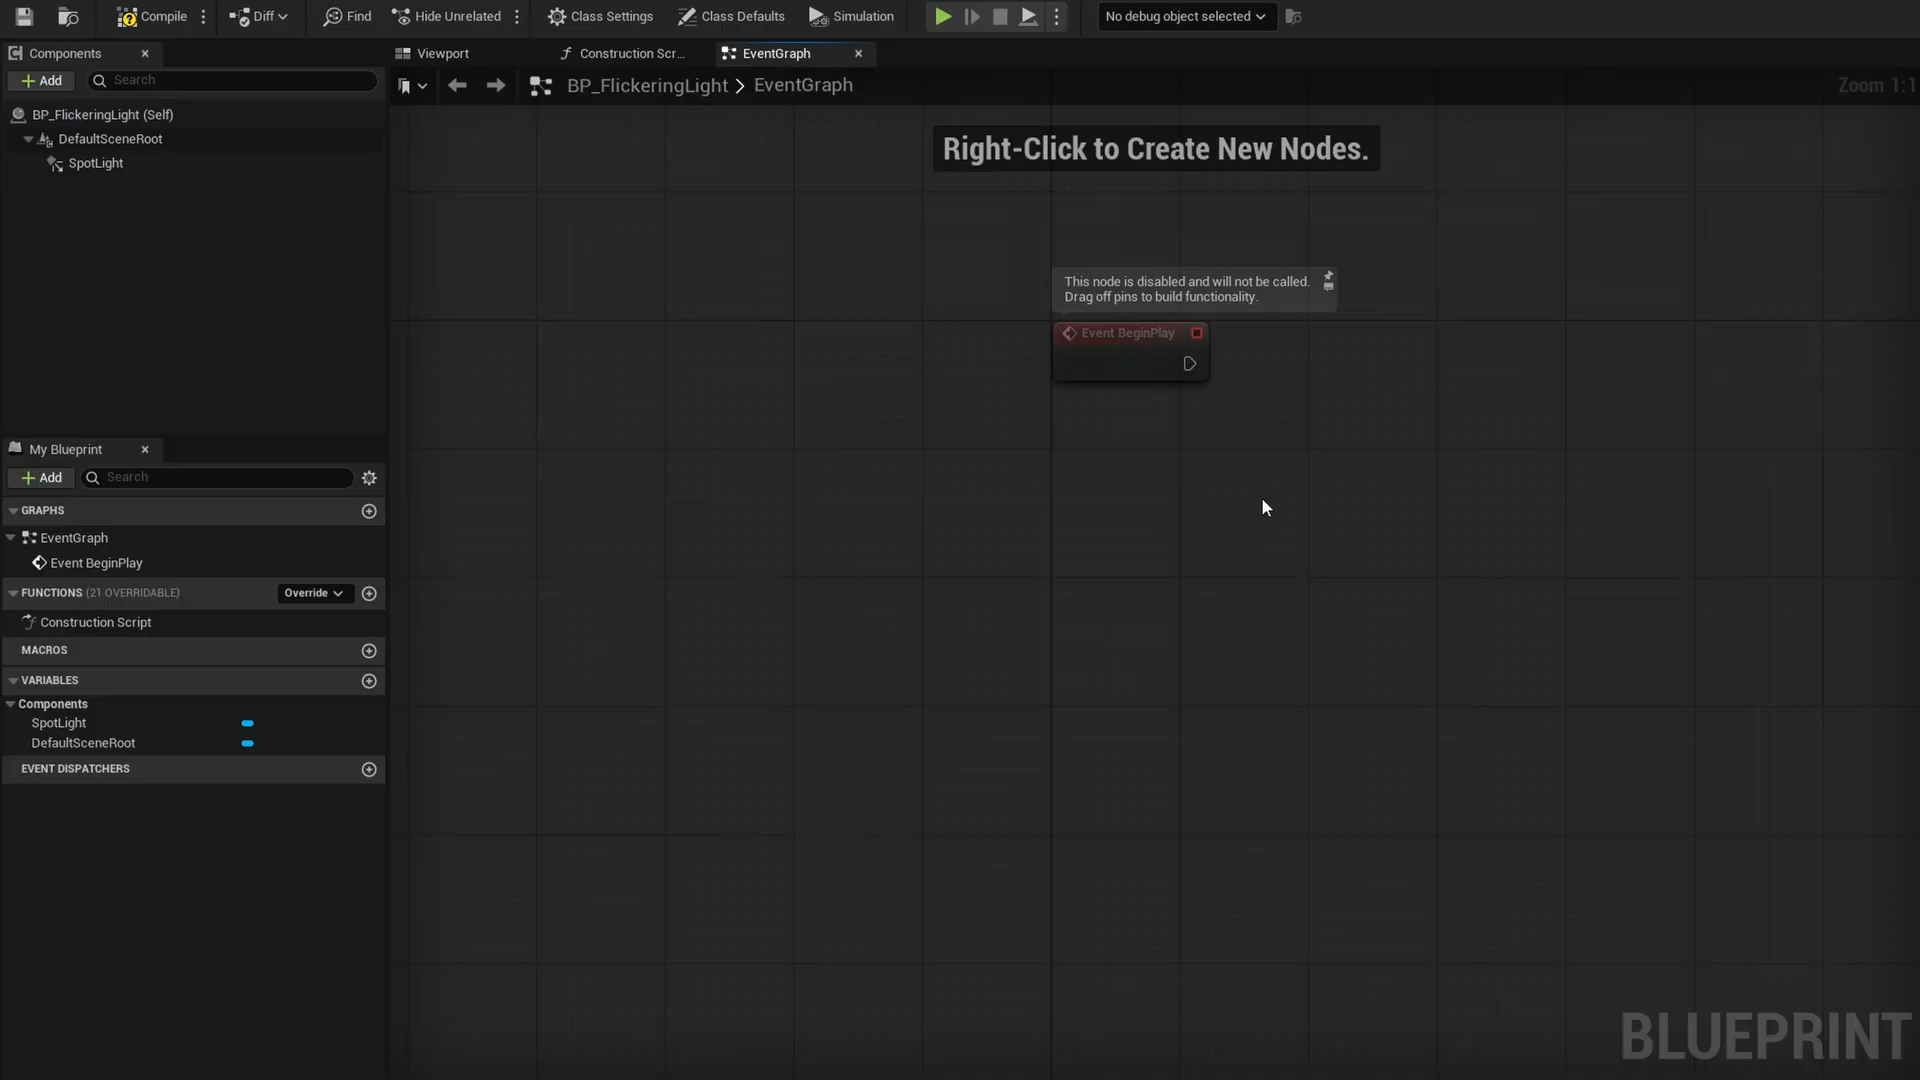 Compile
Diff
Find
Hide Unrelated
Class Settings
Class Defaults
Simulation
No debug object selected
Components
Viewport
Construction Scr...
EventGraph
Add
Search
BP_FlickeringLight > EventGraph
Zoom 1:1
BP_FlickeringLight (Self)
DefaultSceneRoot
SpotLight
Right-Click to Create New Nodes.
This node is disabled and will not be called.
Drag off pins to build functionality.
Event BeginPlay
My Blueprint
Add
Search
GRAPHS
EventGraph
Event BeginPlay
FUNCTIONS (21 OVERRIDABLE)
Override
Construction Script
MACROS
VARIABLES
Components
SpotLight
DefaultSceneRoot
EVENT DISPATCHERS
BLUEPRINT